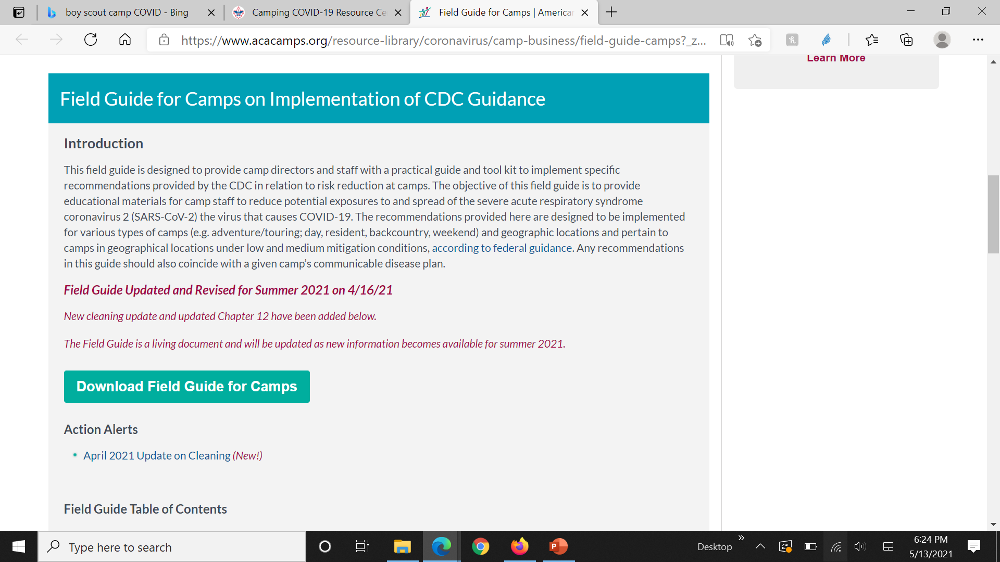 boy scout camp COVID - Bing
Camping COVID-19 Resource Ce
Field Guide for Camps | America
https://www.acacamps.org/resource-library/coronavirus/camp-business/field-guide-camps?_z...
Learn More
Field Guide for Camps on Implementation of CDC Guidance
Introduction
This field guide is designed to provide camp directors and staff with a practical guide and tool kit to implement specific
recommendations provided by the CDC in relation to risk reduction at camps. The objective of this field guide is to provide
educational materials for camp staff to reduce potential exposures to and spread of the severe acute respiratory syndrome
coronavirus 2 (SARS-CoV-2) the virus that causes COVID-19. The recommendations provided here are designed to be implemented
for various types of camps (e.g. adventure/touring; day, resident, backcountry, weekend) and geographic locations and pertain to
camps in geographical locations under low and medium mitigation conditions, according to federal guidance. Any recommendations
in this guide should also coincide with a given camp’s communicable disease plan.
Field Guide Updated and Revised for Summer 2021 on 4/16/21
New cleaning update and updated Chapter 12 have been added below.
The Field Guide is a living document and will be updated as new information becomes available for summer 2021.
Download Field Guide for Camps
Action Alerts
April 2021 Update on Cleaning (New!)
Field Guide Table of Contents
Type here to search
Desktop
6:24 PM
5/13/2021